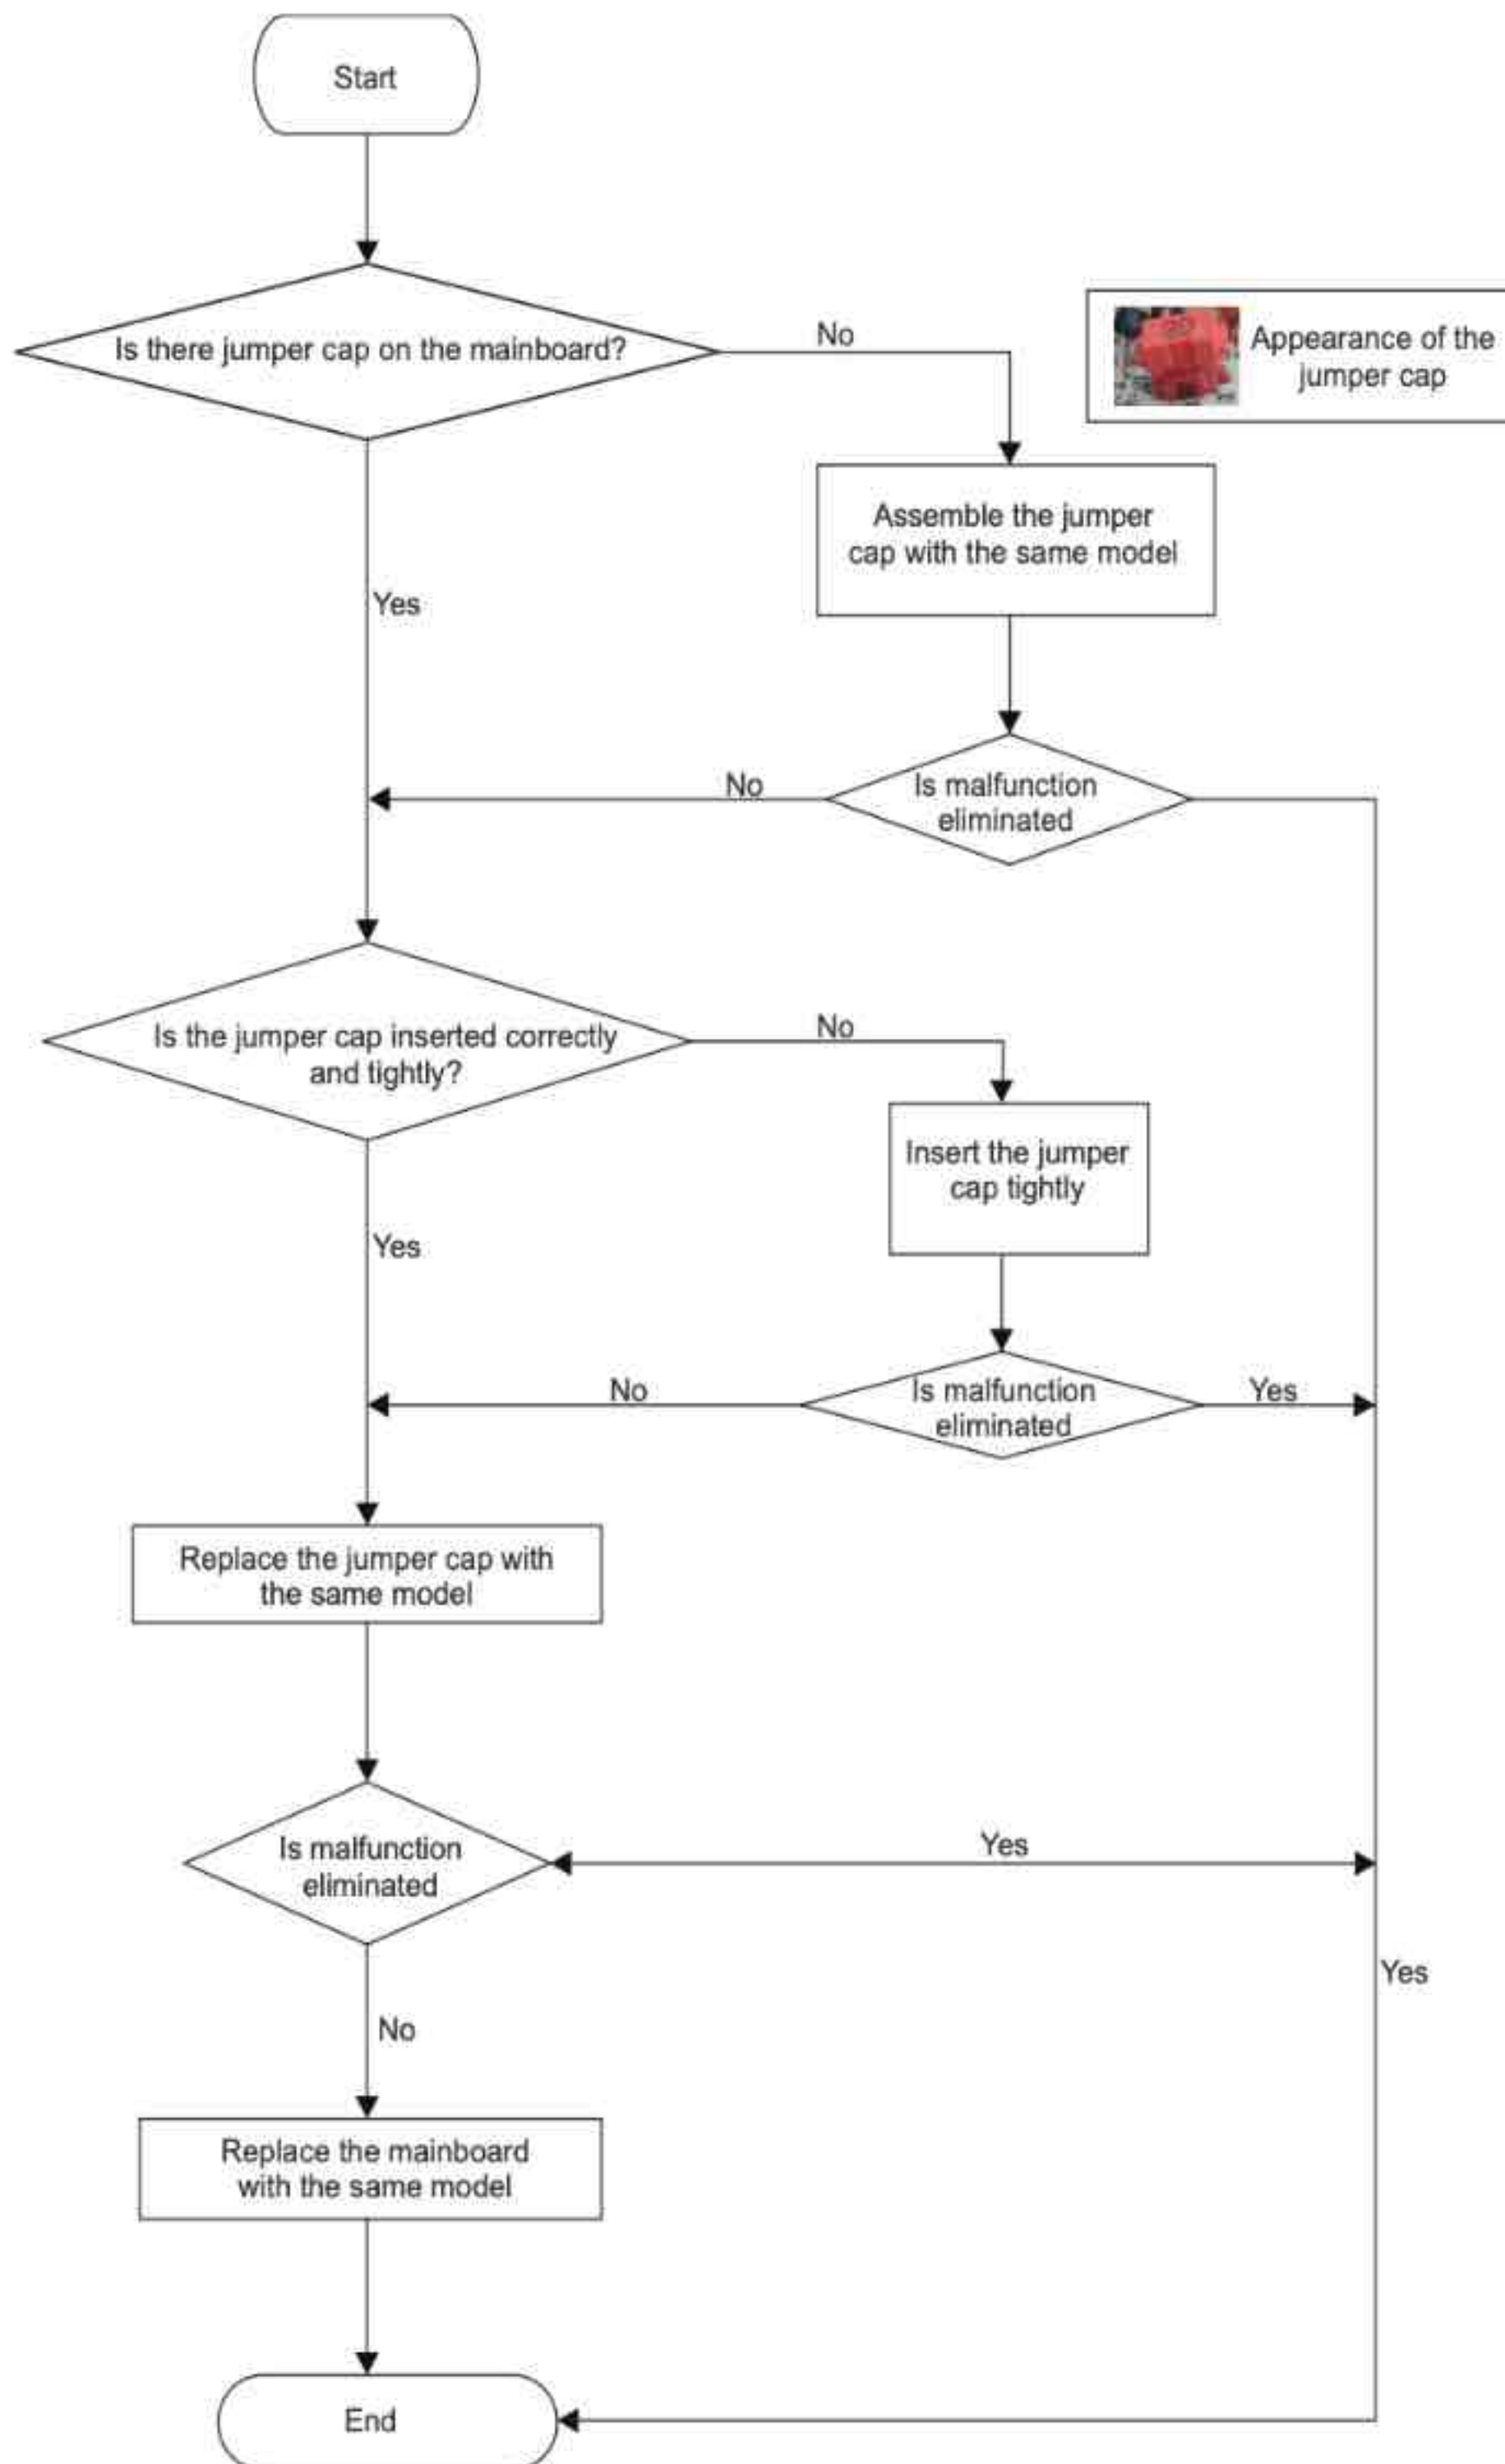 Start
Is there jumper cap on the mainboard?
No
Appearance of the
jumper cap
Assemble the jumper
cap with the same model
Yes
No
Is malfunction
eliminated
Is the jumper cap inserted correctly
and tightly?
No
Insert the jumper
cap tightly
Yes
No
Is malfunction
eliminated
Yes
Replace the jumper cap with
the same model
Is malfunction
eliminated
Yes
Yes
No
Replace the mainboard
with the same model
End